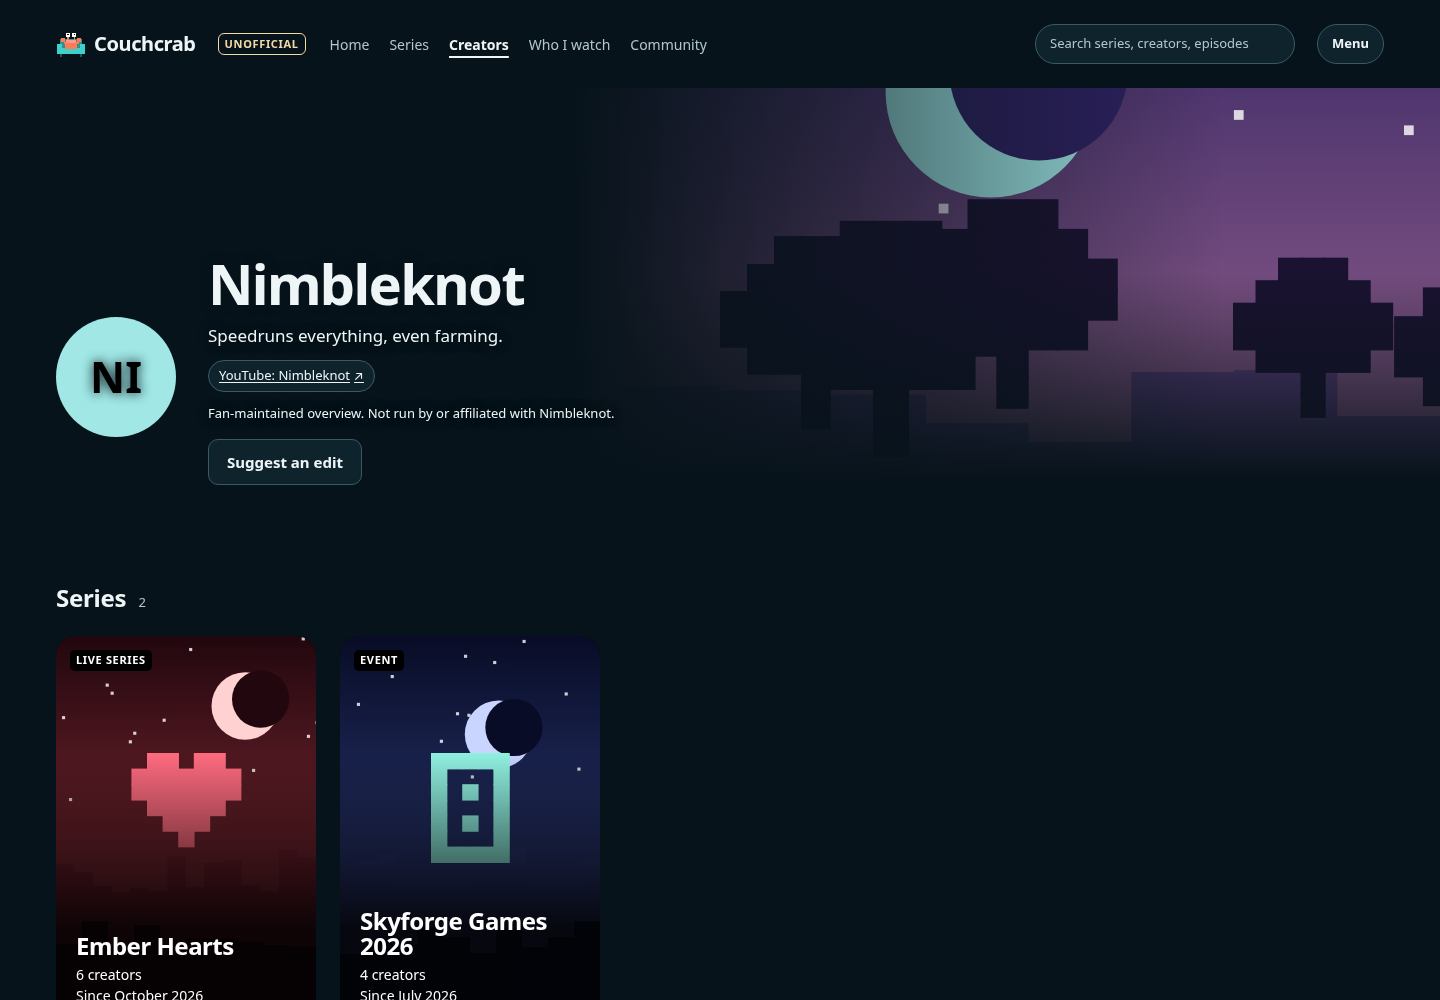 Couchcrab
UNOFFICIAL
Home
Series
Creators
Who I watch
Community
Search series, creators, episodes
Menu
Nimbleknot
NI
Speedruns everything, even farming.
YouTube: Nimbleknot ↗
Fan-maintained overview. Not run by or affiliated with Nimbleknot.
Suggest an edit
Series 2
LIVE SERIES
Ember Hearts
6 creators
Since October 2026
EVENT
Skyforge Games
2026
4 creators
Since July 2026